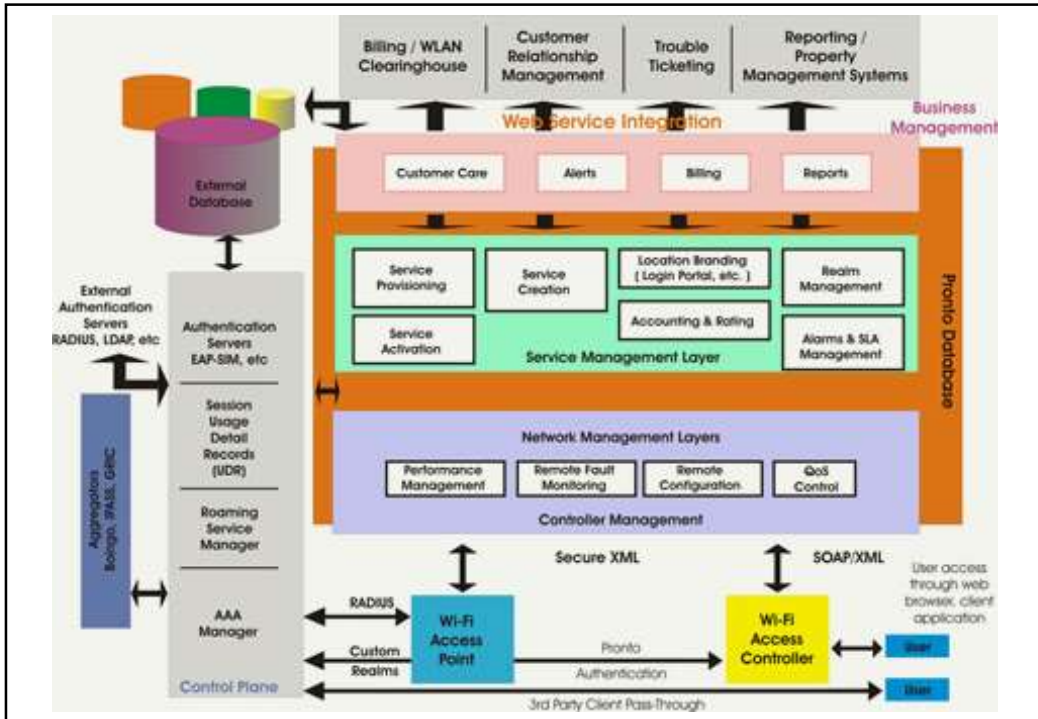 Billing / WLAN
Clearinghouse
Customer
Relationship
Management
Trouble
Ticketing
Reporting /
Property
Management Systems
Web Service Integration
Business
Management
Customer Care
Alerts
Billing
Reports
External
Database
Service
Provisioning
Service
Creation
Location Branding
( Login Portal, etc. )
Realm
Management
Service
Activation
Accounting & Rating
Alarms & SLA
Management
Service Management Layer
Pronto Database
External
Authentication
Servers
RADIUS, LDAP, etc
Authentication
Servers
EAP-SIM, etc
Session
Usage
Detail
Records
(UDR)
Roaming
Service
Manager
AAA
Manager
Control Plane
Aggregators
Boingo, iPASS, GRIC
Network Management Layers
Performance
Management
Remote Fault
Monitoring
Remote
Configuration
QoS
Control
Controller Management
Secure XML
SOAP/XML
User access
through web
browser, client
application
RADIUS
Custom
Realms
Wi-Fi
Access
Point
Pronto
Authentication
Wi-Fi
Access
Controller
User
User
3rd Party Client Pass-Through